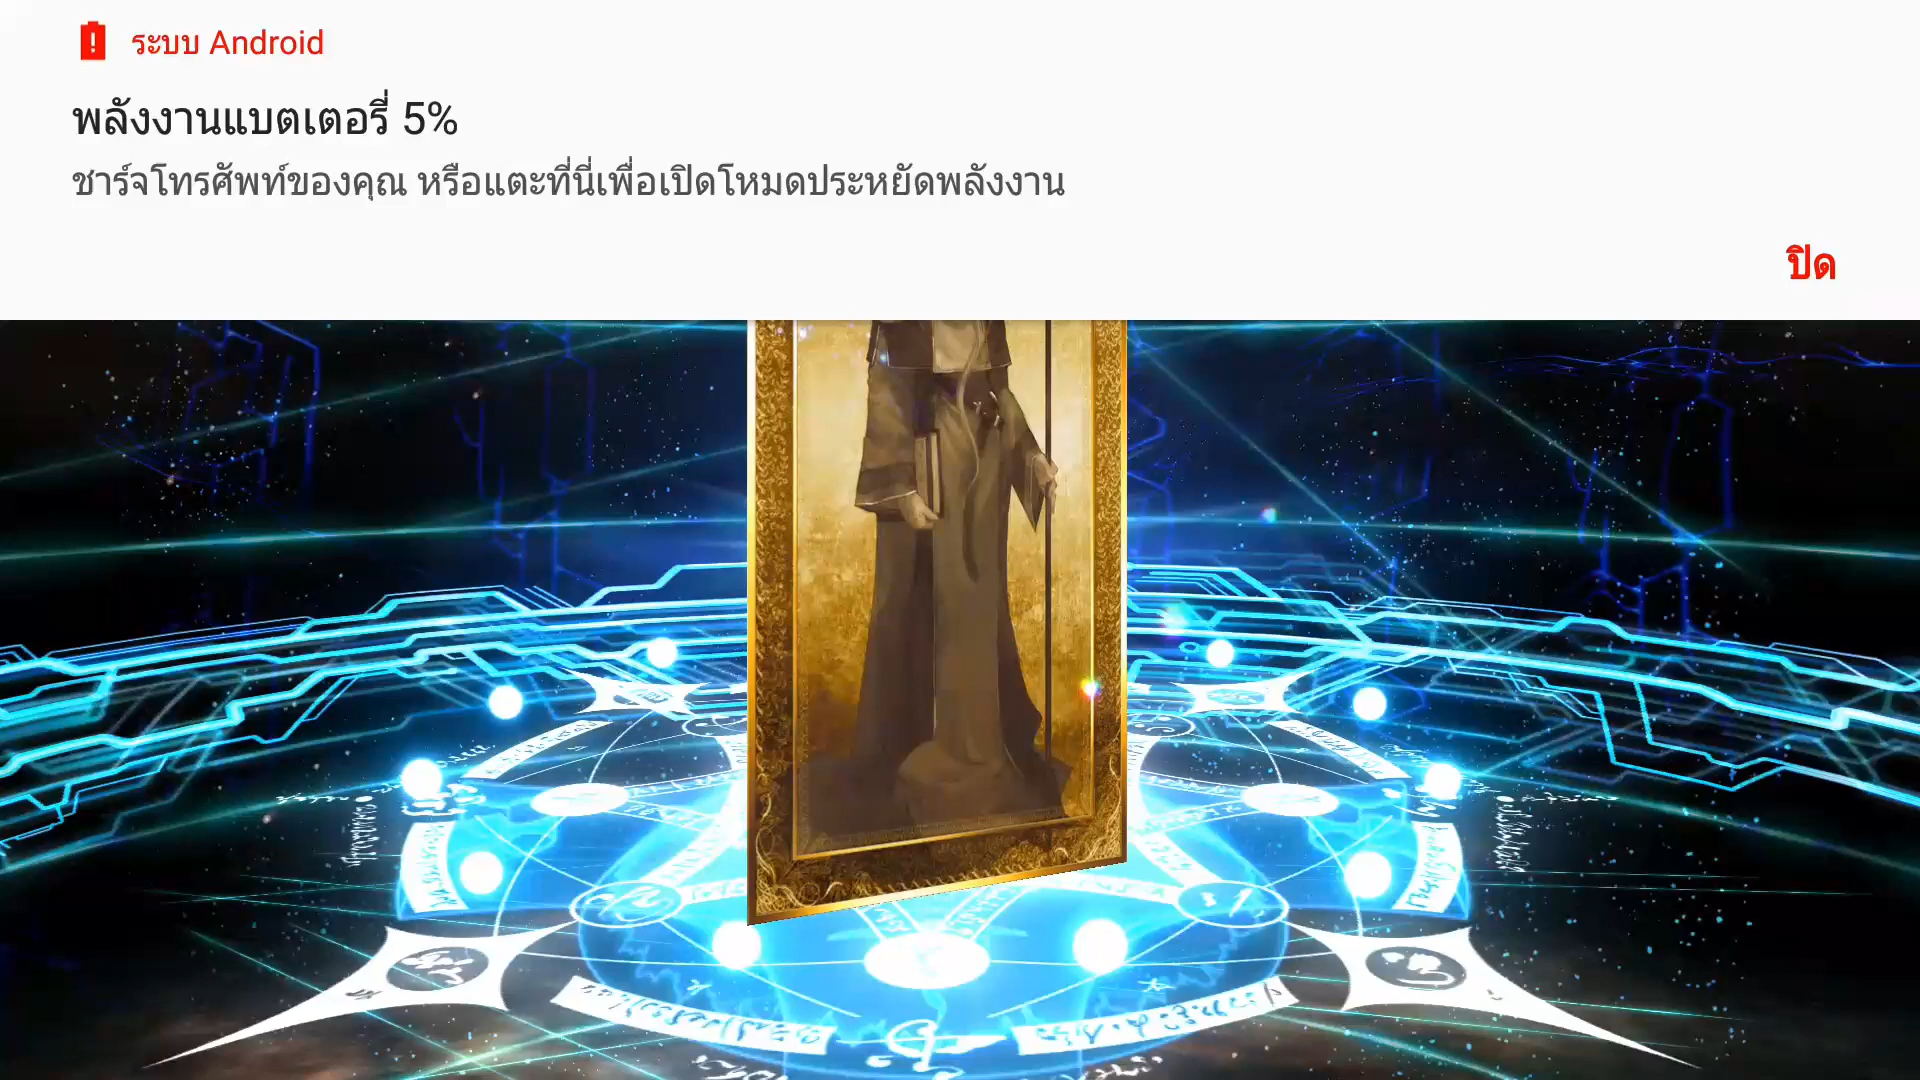 ระบบ Android
พลังงานแบตเตอรี่ 5%
ชาร์จโทรศัพท์ของคุณ หรือแตะที่นี่เพื่อเปิดโหมดประหยัดพลังงาน
ปิด